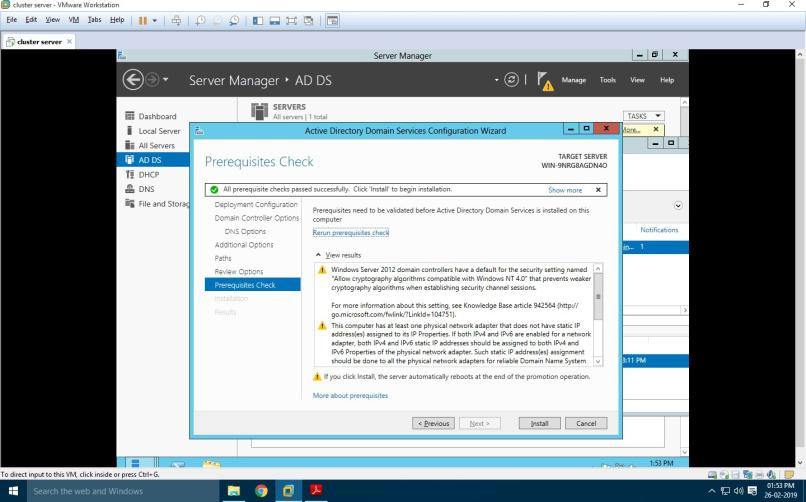 cluster server - VMware Workstation
File Edit View VM Tabs Help
cluster server
Server Manager
Server Manager AD DS
Manage Tools View Help
Dashboard
Local Server
All Servers
AD DS
DHCP
DNS
File and Storag
SERVERS
All servers | 1 total
TASKS
More...
Active Directory Domain Services Configuration Wizard
Prerequisites Check
TARGET SERVER
WIN-9NRG8AGDN4O
All prerequisite checks passed successfully. Click 'Install' to begin installation.
Show more
Deployment Configuration
Domain Controller Options
DNS Options
Additional Options
Paths
Review Options
Prerequisites Check
Installation
Results
Prerequisites need to be validated before Active Directory Domain Services is installed on this
computer
Rerun prerequisites check
View results
Windows Server 2012 domain controllers have a default for the security setting named
"Allow cryptography algorithms compatible with Windows NT 4.0" that prevents weaker
cryptography algorithms when establishing security channel sessions.
For more information about this setting, see Knowledge Base article 942564 (http://
go.microsoft.com/fwlink/?LinkId=104751).
This computer has at least one physical network adapter that does not have static IP
address(es) assigned to its IP Properties. If both IPv4 and IPv6 are enabled for a network
adapter, both IPv4 and IPv6 static IP addresses should be assigned to both IPv4 and
IPv6 Properties of the physical network adapter. Such static IP address(es) assignment
should be done to all the physical network adapters for reliable Domain Name System
If you click Install, the server automatically reboots at the end of the promotion operation.
More about prerequisites
< Previous Next > Install Cancel
Notifications
1
1:53 PM
To direct input to this VM, click inside or press Ctrl+G.
Search the web and Windows
01:53 PM
26-02-2019